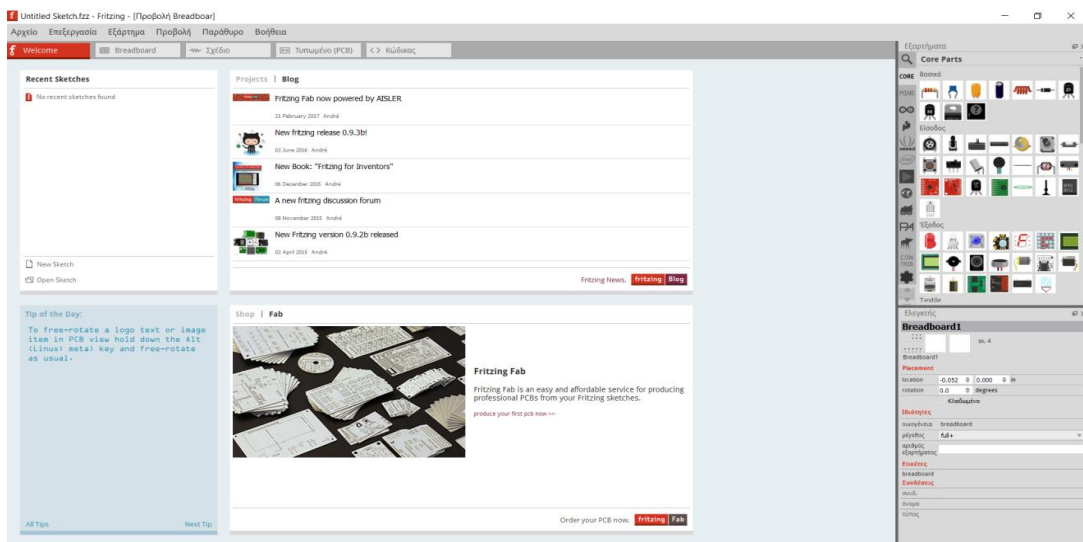 Untitled Sketch.fzz - Fritzing - [Προβολή Breadboar]
Αρχείο Επεξεργασία Εξάρτημα Προβολή Παράθυρο Βοήθεια
Welcome Breadboard Σχέδιο Τυπωμένο (PCB) Κώδικας
Recent Sketches
No recent sketches found
New Sketch
Open Sketch
Projects | Blog
Fritzing Fab now powered by AISLER
21 February 2017 André
New fritzing release 0.9.3b!
03 June 2016 André
New Book: "Fritzing for Inventors"
06 December 2015 André
A new fritzing discussion forum
08 November 2015 André
New Fritzing version 0.9.2b released
03 April 2015 André
Fritzing News. fritzing Blog
Tip of the Day:
To free-rotate a logo text or image
item in PCB view hold down the Alt
(Linux: meta) key and free-rotate
as usual.
All Tips Next Tip
Shop | Fab
Fritzing Fab
Fritzing Fab is an easy and affordable service for producing
professional PCBs from your Fritzing sketches.
produce your first pcb now >>
Order your PCB now. fritzing Fab
Εξαρτήματα
Core Parts
CORE Βασικά
MINE
Είσοδος
Έξοδος
CON
TRIB
Textile
Ελεγκτής
Breadboard1
εκ. 4
Breadboard1
Placement
location -0.052 0.000 in
rotation 0.0 degrees
Κλειδωμένο
Ιδιότητες
οικογένεια breadboard
μέγεθος full+
αριθμός
εξαρτήματος
Ετικέτες
breadboard
Συνδέσεις
συνδ.
όνομα
τύπος